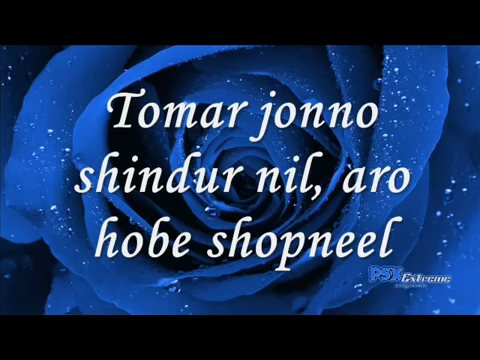 Tomar jonno
shindur nil, aro
hobe shopneel
PSX Extreme